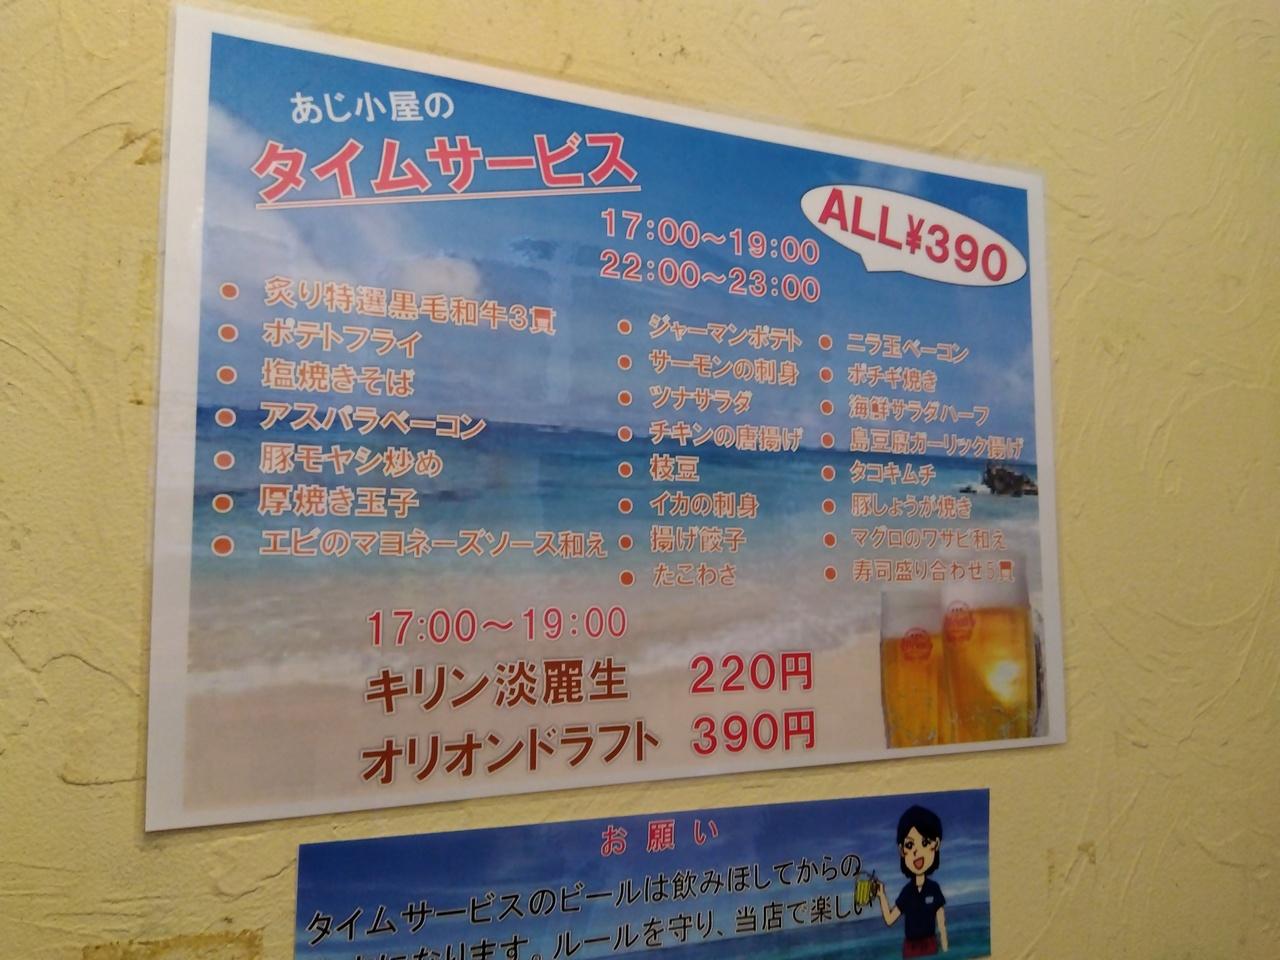 あじ小屋の
タイムサービス
ALL¥390
17:00～19:00
22:00～23:00
● 炙り特選黒毛和牛3貫
● ポテトフライ
● 塩焼きそば
● アスパラベーコン
● 豚モヤシ炒め
● 厚焼き玉子
● エビのマヨネーズソース和え
● ジャーマンポテト
● サーモンの刺身
● ツナサラダ
● チキンの唐揚げ
● 枝豆
● イカの刺身
● 揚げ餃子
● たこわさ
● ニラ玉ベーコン
● ポチギ焼き
● 海鮮サラダハーフ
● 島豆腐ガーリック揚げ
● タコキムチ
● 豚しょうが焼き
● マグロのワサビ和え
● 寿司盛り合わせ5貫
17:00～19:00
キリン淡麗生 220円
オリオンドラフト 390円
お願い
タイムサービスのビールは飲みほしてからの
になります。ルールを守り、当店で楽しい